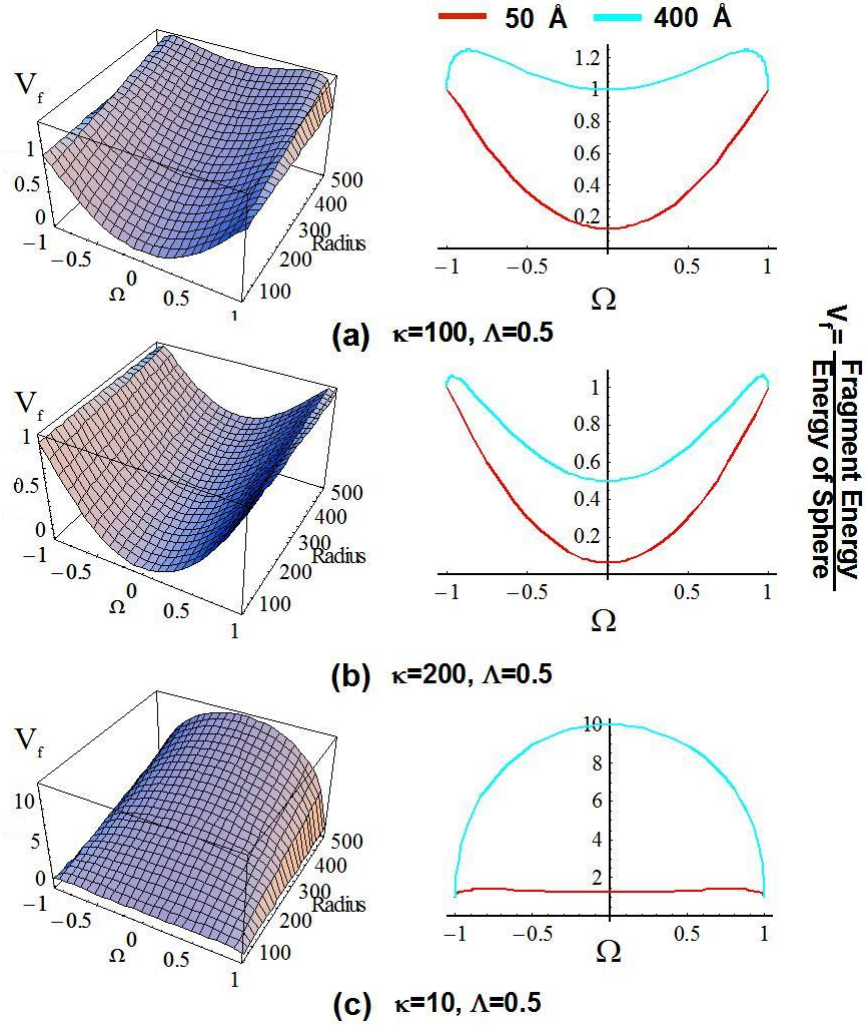 50 Å 400 Å
V_f
1
0.5
0
−1
−0.5
0
0.5
1
Ω
100
200
300
400
500
Radius
1.2
1
0.8
0.6
0.4
0.2
−1 −0.5 0.5 1
Ω
(a) κ=100, Λ=0.5
V_f
1
0.5
0
−1
−0.5
0
0.5
1
Ω
100
200
300
400
500
Radius
1
0.8
0.6
0.4
0.2
−1 −0.5 0.5 1
Ω
(b) κ=200, Λ=0.5
V_f
10
5
0
−1
−0.5
0
0.5
1
Ω
100
200
300
400
500
Radius
10
8
6
4
2
−1 −0.5 0.5 1
Ω
(c) κ=10, Λ=0.5
V_f= Fragment Energy
Energy of Sphere